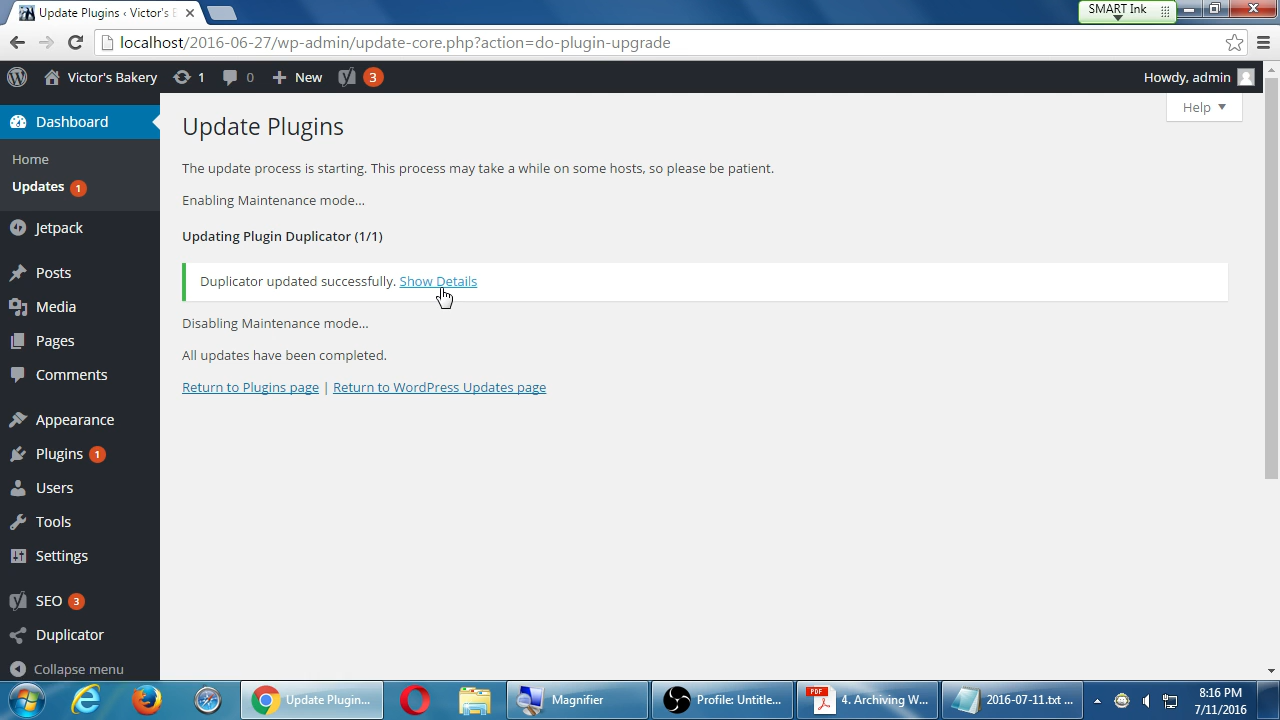 Update Plugins ‹ Victor's
SMART Ink
localhost/2016-06-27/wp-admin/update-core.php?action=do-plugin-upgrade
Victor's Bakery 1 0 New 3 Howdy, admin
Help
Dashboard
Home
Updates 1
Jetpack
Posts
Media
Pages
Comments
Appearance
Plugins 1
Users
Tools
Settings
SEO 3
Duplicator
Collapse menu
Update Plugins
The update process is starting. This process may take a while on some hosts, so please be patient.
Enabling Maintenance mode...
Updating Plugin Duplicator (1/1)
Duplicator updated successfully. Show Details
Disabling Maintenance mode...
All updates have been completed.
Return to Plugins page | Return to WordPress Updates page
Update Plugin... Magnifier Profile: Untitle... PDF 4. Archiving W... 2016-07-11.txt ...
8:16 PM
7/11/2016